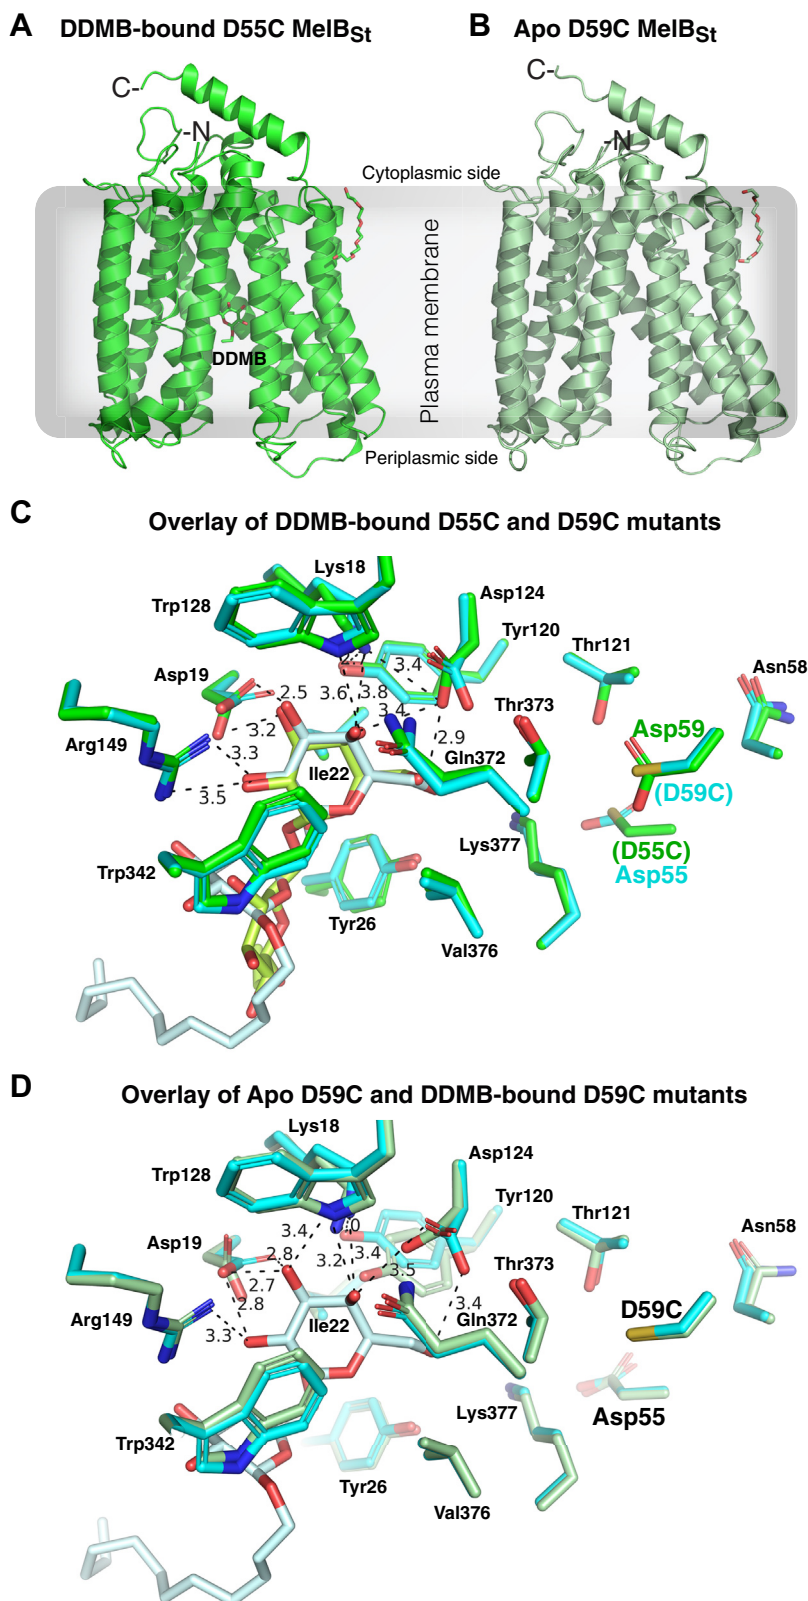 A DDMB-bound D55C MelBSt
B Apo D59C MelBSt
C-
-N
C-
-N
Cytoplasmic side
Plasma membrane
DDMB
Periplasmic side
C
Overlay of DDMB-bound D55C and D59C mutants
Lys18
Trp128
Asp124
Tyr120
Thr121
Asn58
Asp19
2.5
3.6
3.8
3.4
3.4
Thr373
Asp59
Arg149
3.2
3.3
2.9
Gln372
Ile22
(D59C)
3.5
Lys377
(D55C)
Trp342
Asp55
Tyr26
Val376
D
Overlay of Apo D59C and DDMB-bound D59C mutants
Lys18
Trp128
Asp124
Tyr120
Thr121
Asn58
3.4
Asp19
2.8
3.2
3.4
3.5
Thr373
2.7
2.8
3.4
D59C
Arg149
3.3
Ile22
Gln372
Lys377
Asp55
Trp342
Tyr26
Val376